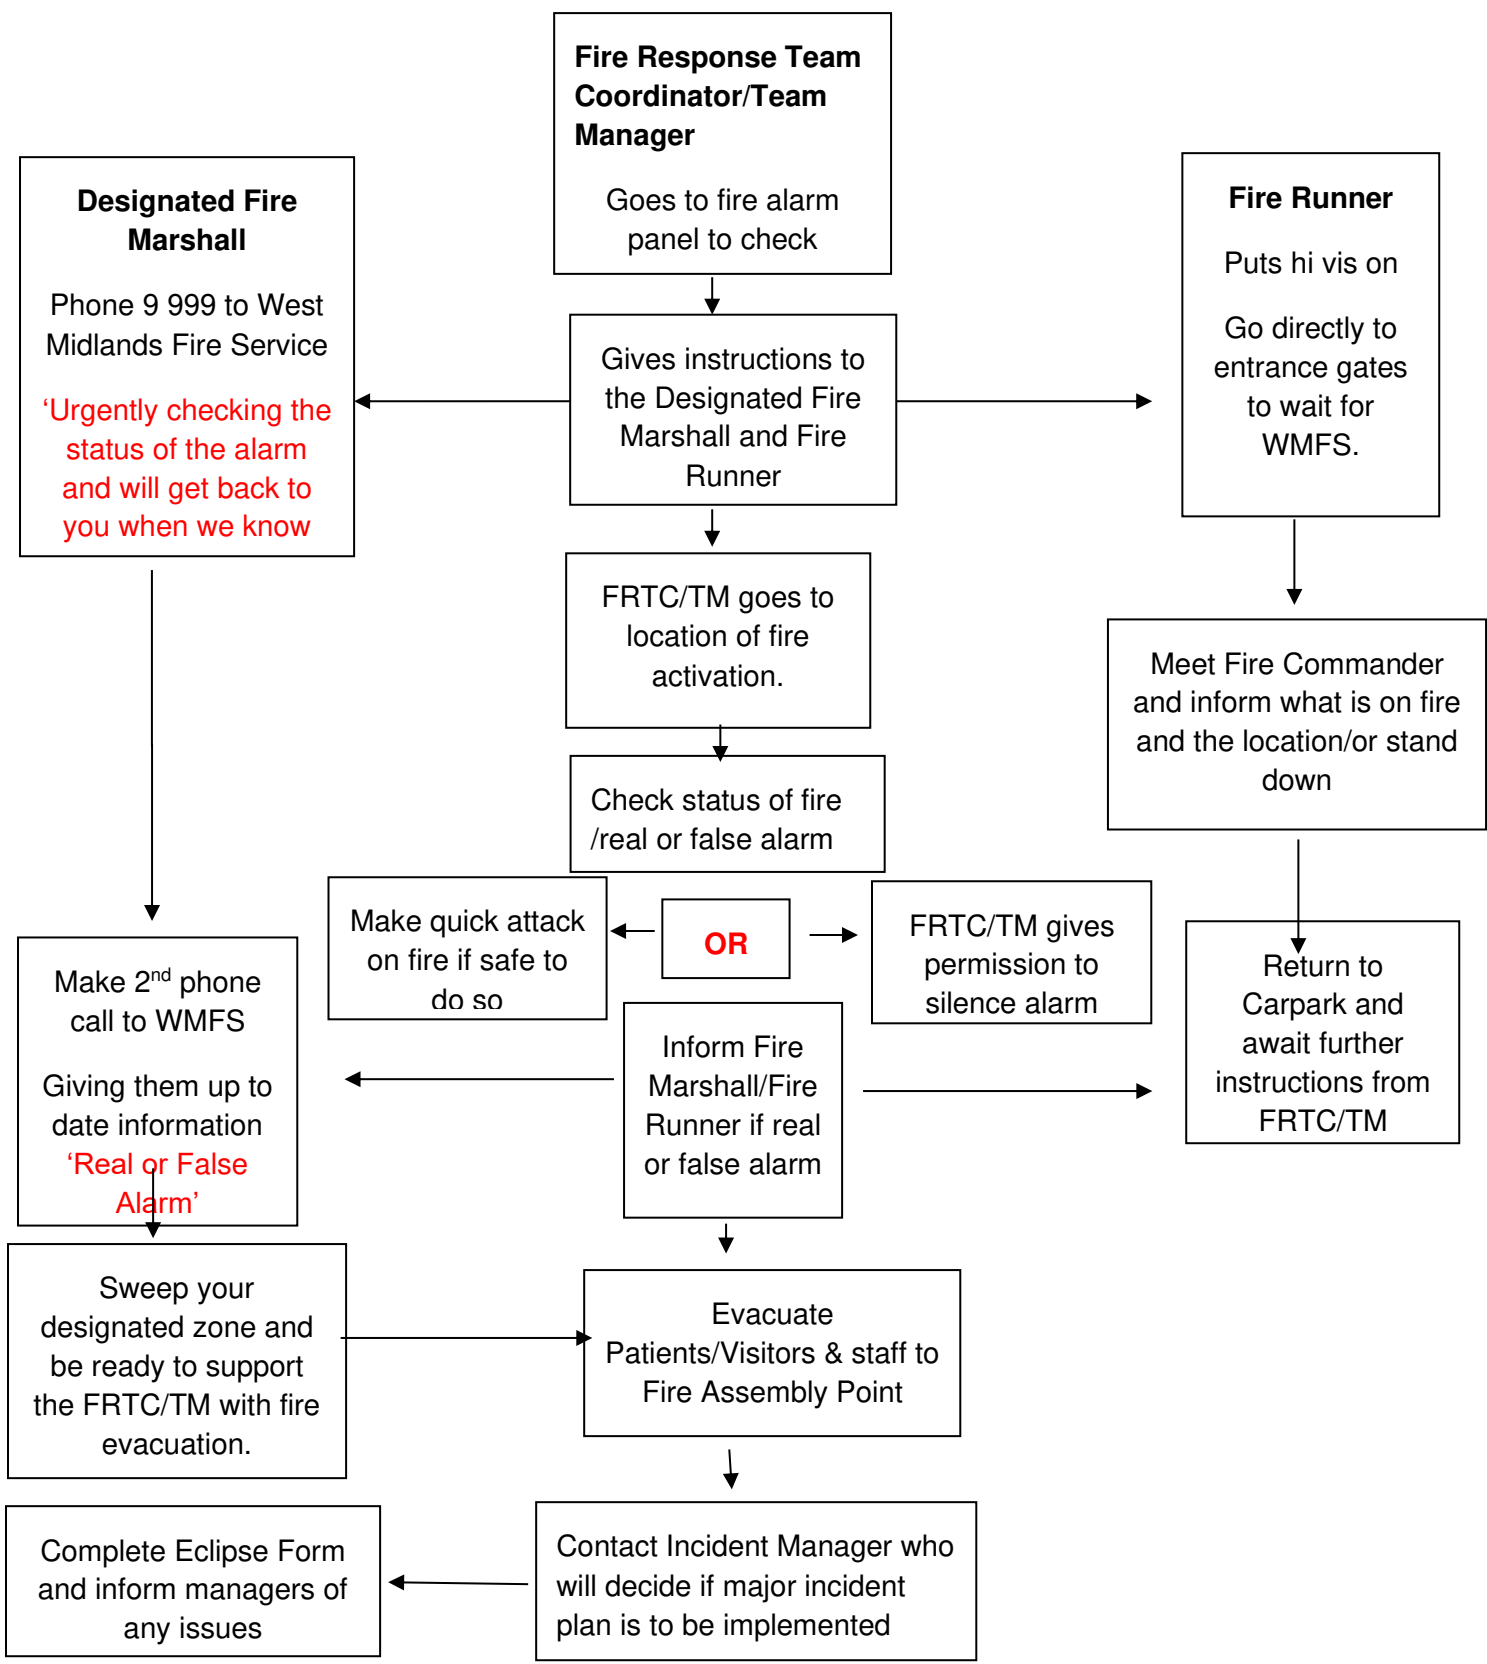 Fire Response Team
Coordinator/Team
Manager
Goes to fire alarm
panel to check
Designated Fire
Marshall
Phone 9 999 to West
Midlands Fire Service
‘Urgently checking the
status of the alarm
and will get back to
you when we know
Gives instructions to
the Designated Fire
Marshall and Fire
Runner
Fire Runner
Puts hi vis on
Go directly to
entrance gates
to wait for
WMFS.
FRTC/TM goes to
location of fire
activation.
Meet Fire Commander
and inform what is on fire
and the location/or stand
down
Check status of fire
/real or false alarm
Make quick attack
on fire if safe to
do so
OR
FRTC/TM gives
permission to
silence alarm
Make 2nd phone
call to WMFS
Giving them up to
date information
‘Real or False
Alarm’
Inform Fire
Marshall/Fire
Runner if real
or false alarm
Return to
Carpark and
await further
instructions from
FRTC/TM
Sweep your
designated zone and
be ready to support
the FRTC/TM with fire
evacuation.
Evacuate
Patients/Visitors & staff to
Fire Assembly Point
Complete Eclipse Form
and inform managers of
any issues
Contact Incident Manager who
will decide if major incident
plan is to be implemented